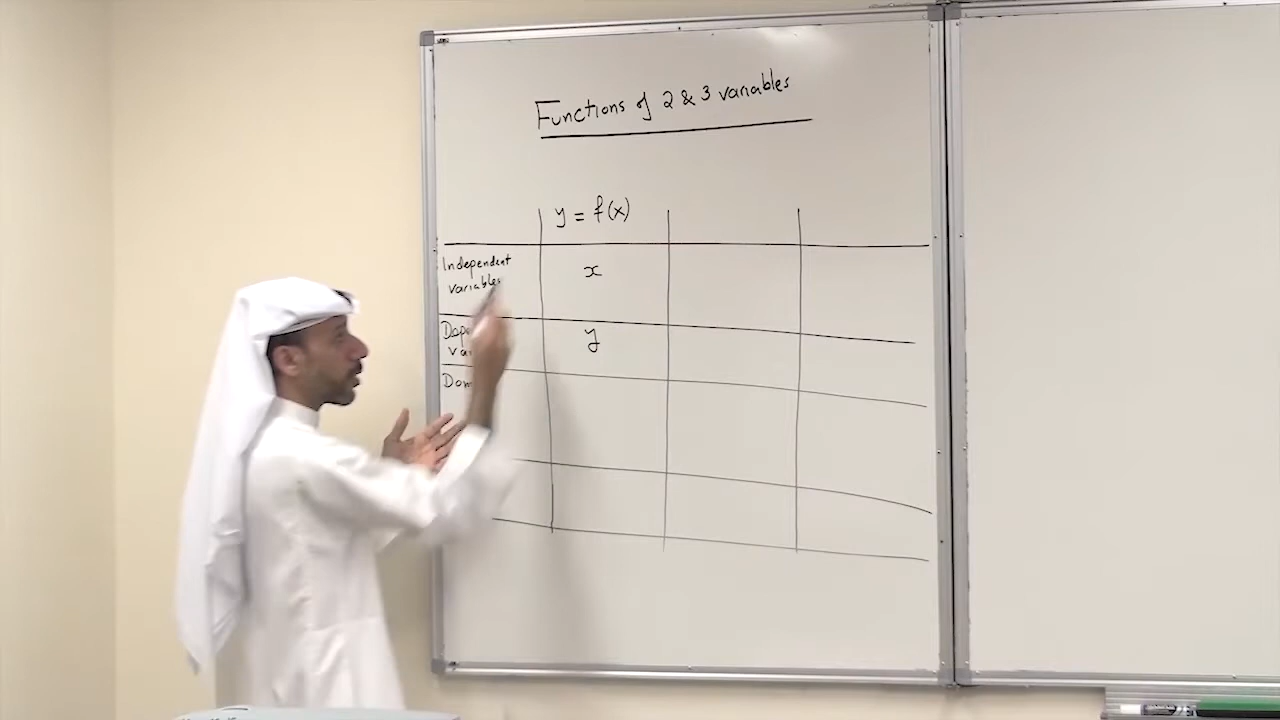 Functions of 2 & 3 variables
y = f(x)
Independent
variables
x
y